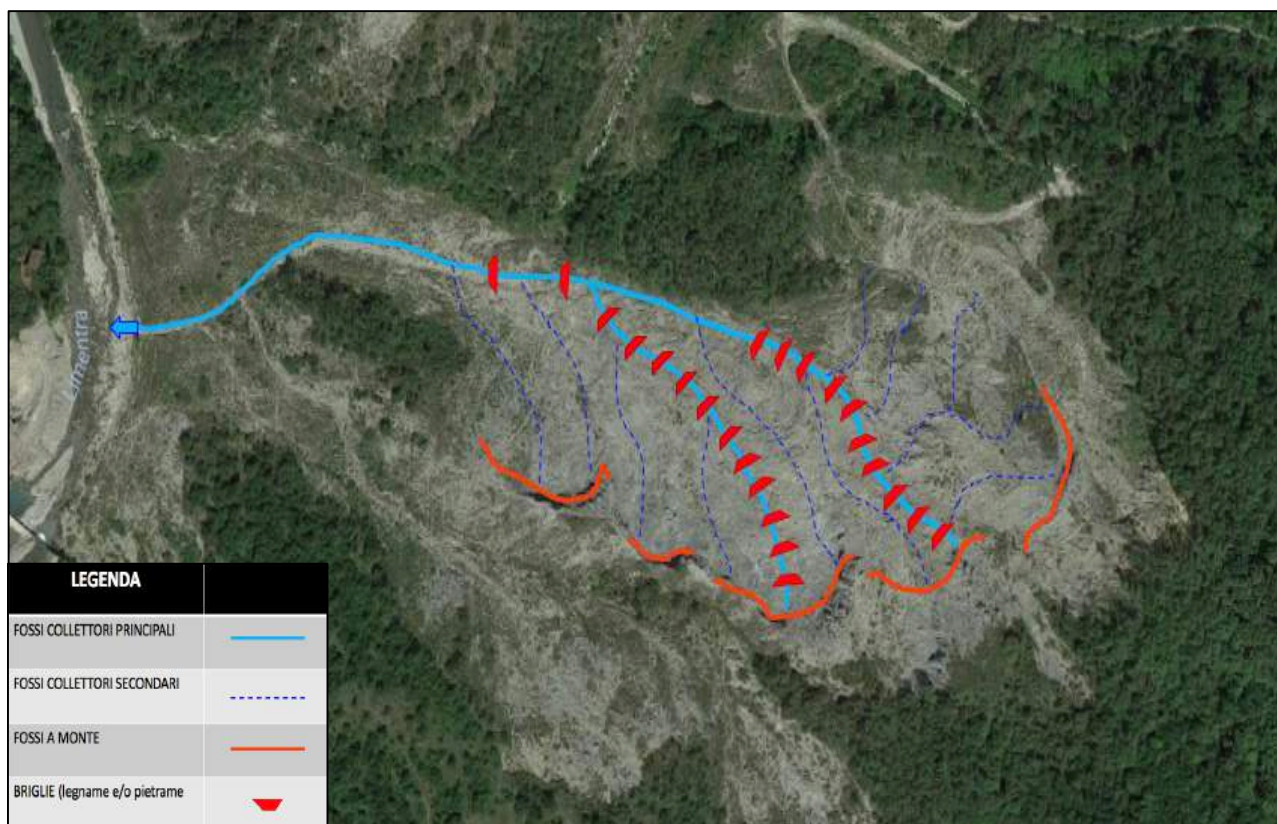 Limentra
LEGENDA
FOSSI COLLETTORI PRINCIPALI
FOSSI COLLETTORI SECONDARI
FOSSI A MONTE
BRIGLIE (legname e/o pietrame